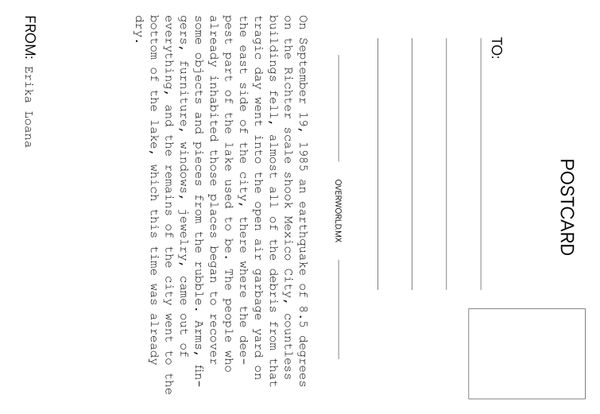 POSTCARD
TO:
OVERWORLD.MX
On September 19, 1985 an earthquake of 8.5 degrees
on the Richter scale shook Mexico City, countless
buildings fell, almost all of the debris from that
tragic day went into the open air garbage yard on
the east side of the city, there where the dee-
pest part of the lake used to be. The people who
already inhabited those places began to recover
some objects and pieces from the rubble. Arms, fin-
gers, furniture, windows, jewelry, came out of
everything, and the remains of the city went to the
bottom of the lake, which this time was already
dry.
FROM: Erika Loana